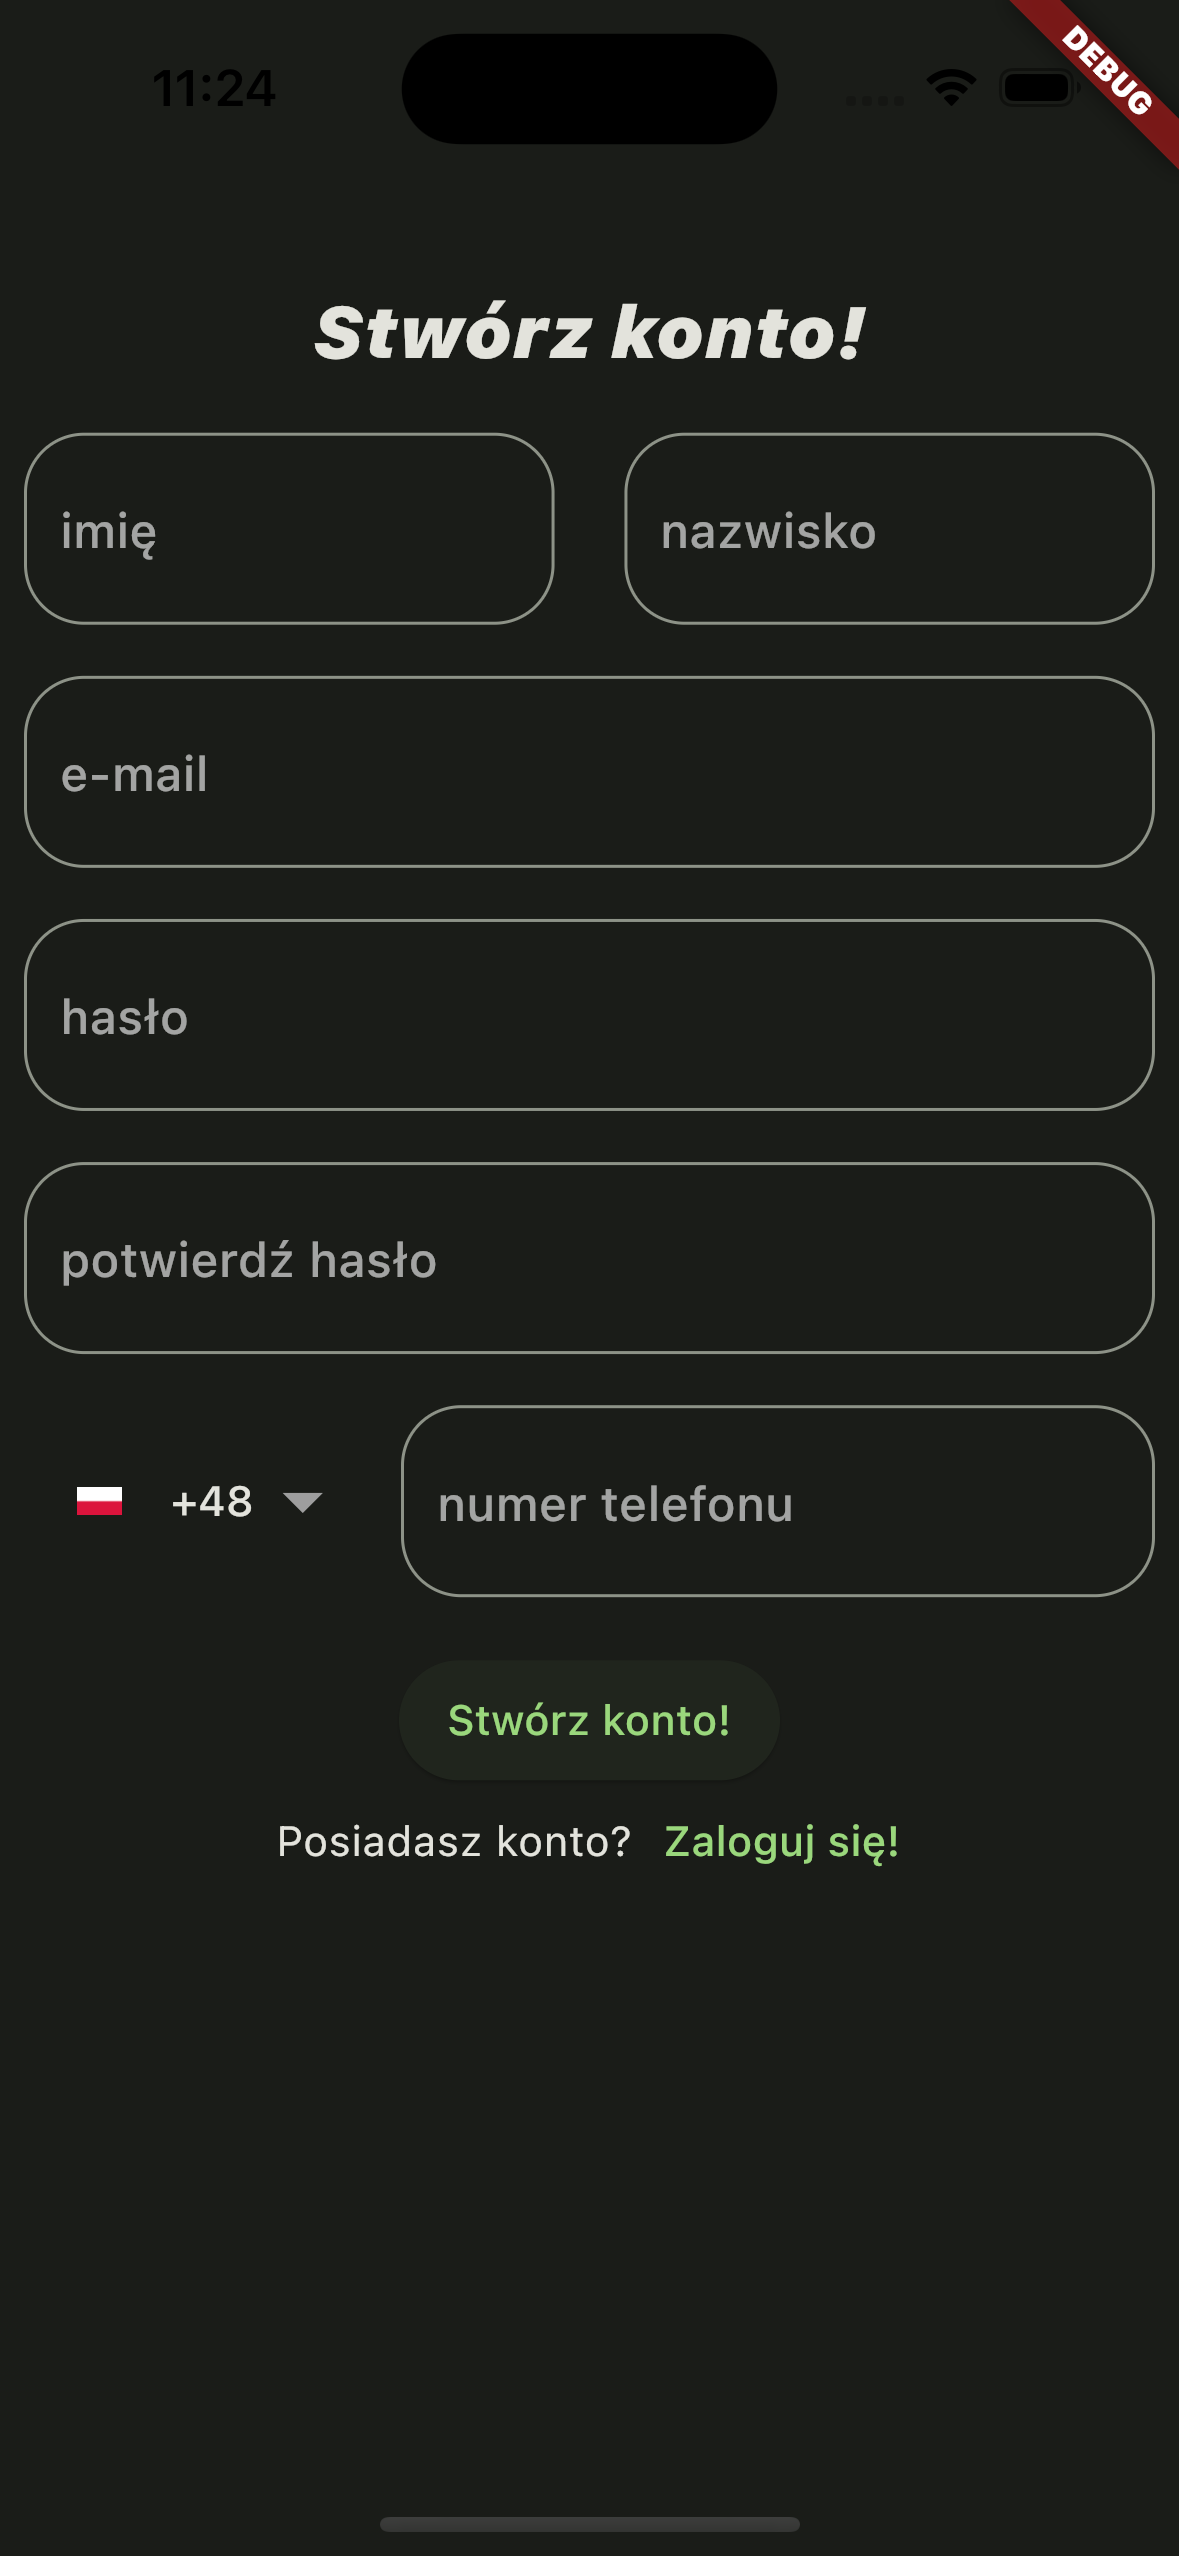 11:24
DEBUG
Stwórz konto!
imię nazwisko
e-mail
hasło
potwierdź hasło
+48 numer telefonu
Stwórz konto!
Posiadasz konto? Zaloguj się!